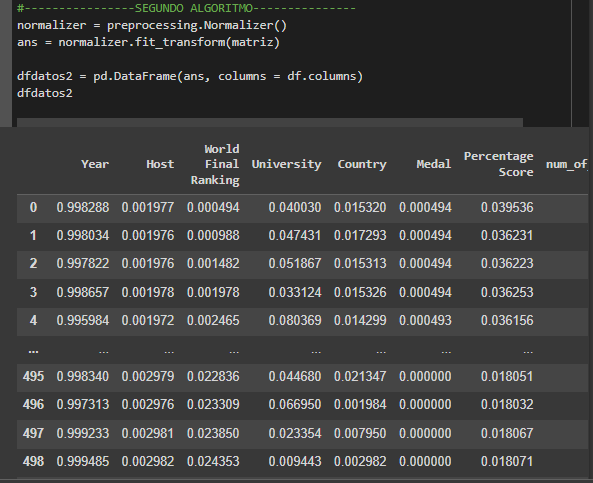 #---------------SEGUNDO ALGORITMO---------------
normalizer = preprocessing.Normalizer()
ans = normalizer.fit_transform(matriz)
dfdatos2 = pd.DataFrame(ans, columns = df.columns)
dfdatos2
Year Host World Final Ranking University Country Medal Percentage Score num_of_
0 0.998288 0.001977 0.000494 0.040030 0.015320 0.000494 0.039536
1 0.998034 0.001976 0.000988 0.047431 0.017293 0.000494 0.036231
2 0.997822 0.001976 0.001482 0.051867 0.015313 0.000494 0.036223
3 0.998657 0.001978 0.001978 0.033124 0.015326 0.000494 0.036253
4 0.995984 0.001972 0.002465 0.080369 0.014299 0.000493 0.036156
... ... ... ... ... ... ... ...
495 0.998340 0.002979 0.022836 0.044680 0.021347 0.000000 0.018051
496 0.997313 0.002976 0.023309 0.066950 0.001984 0.000000 0.018032
497 0.999233 0.002981 0.023850 0.023354 0.007950 0.000000 0.018067
498 0.999485 0.002982 0.024353 0.009443 0.002982 0.000000 0.018071